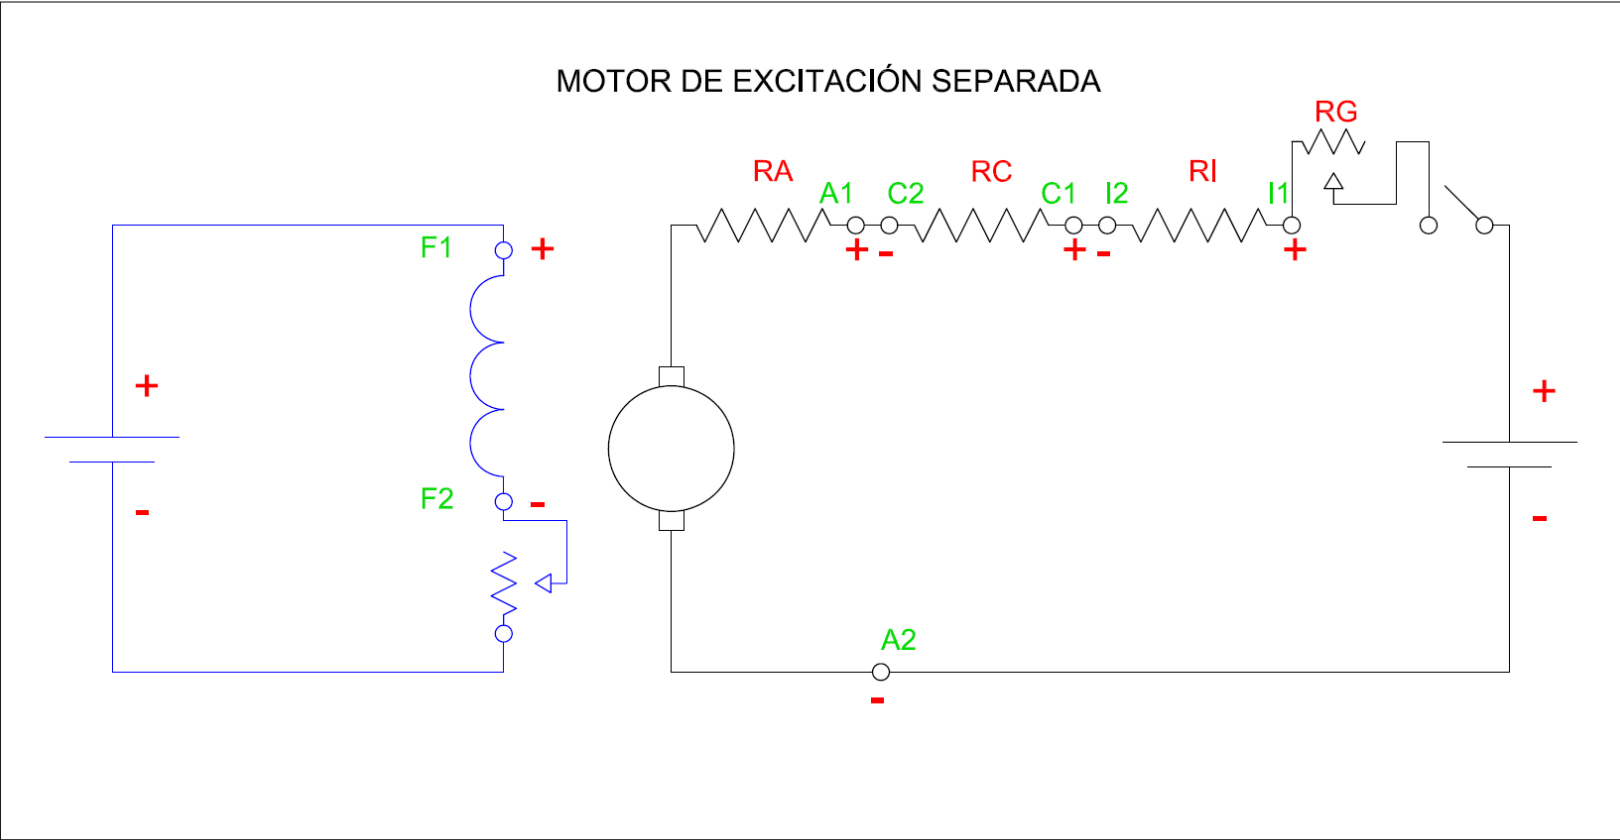 MOTOR DE EXCITACIÓN SEPARADA
RG
RA RC RI
A1 C2 C1 I2 I1
+ - + - +
F1 +
+ +
F2 -
- -
A2
-